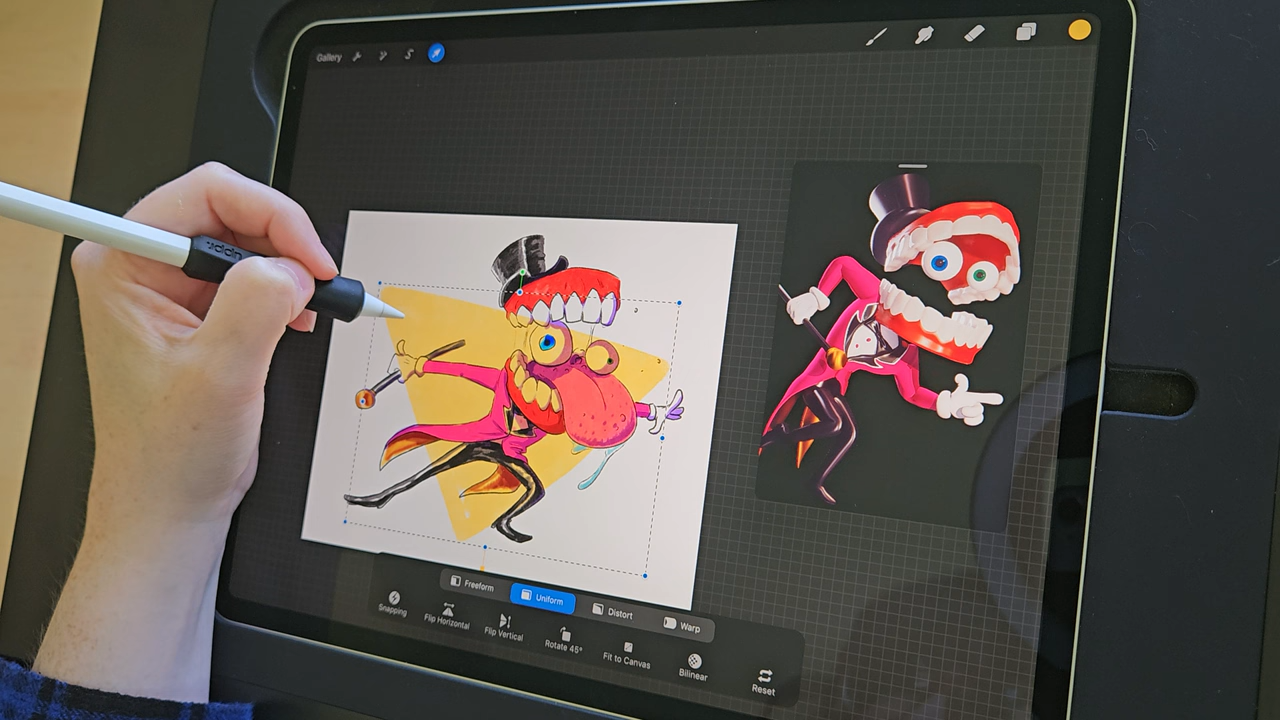 Gallery
S
Freeform
Uniform
Distort
Warp
Snapping
Flip Horizontal
Flip Vertical
Rotate 45°
Fit to Canvas
Bilinear
Reset